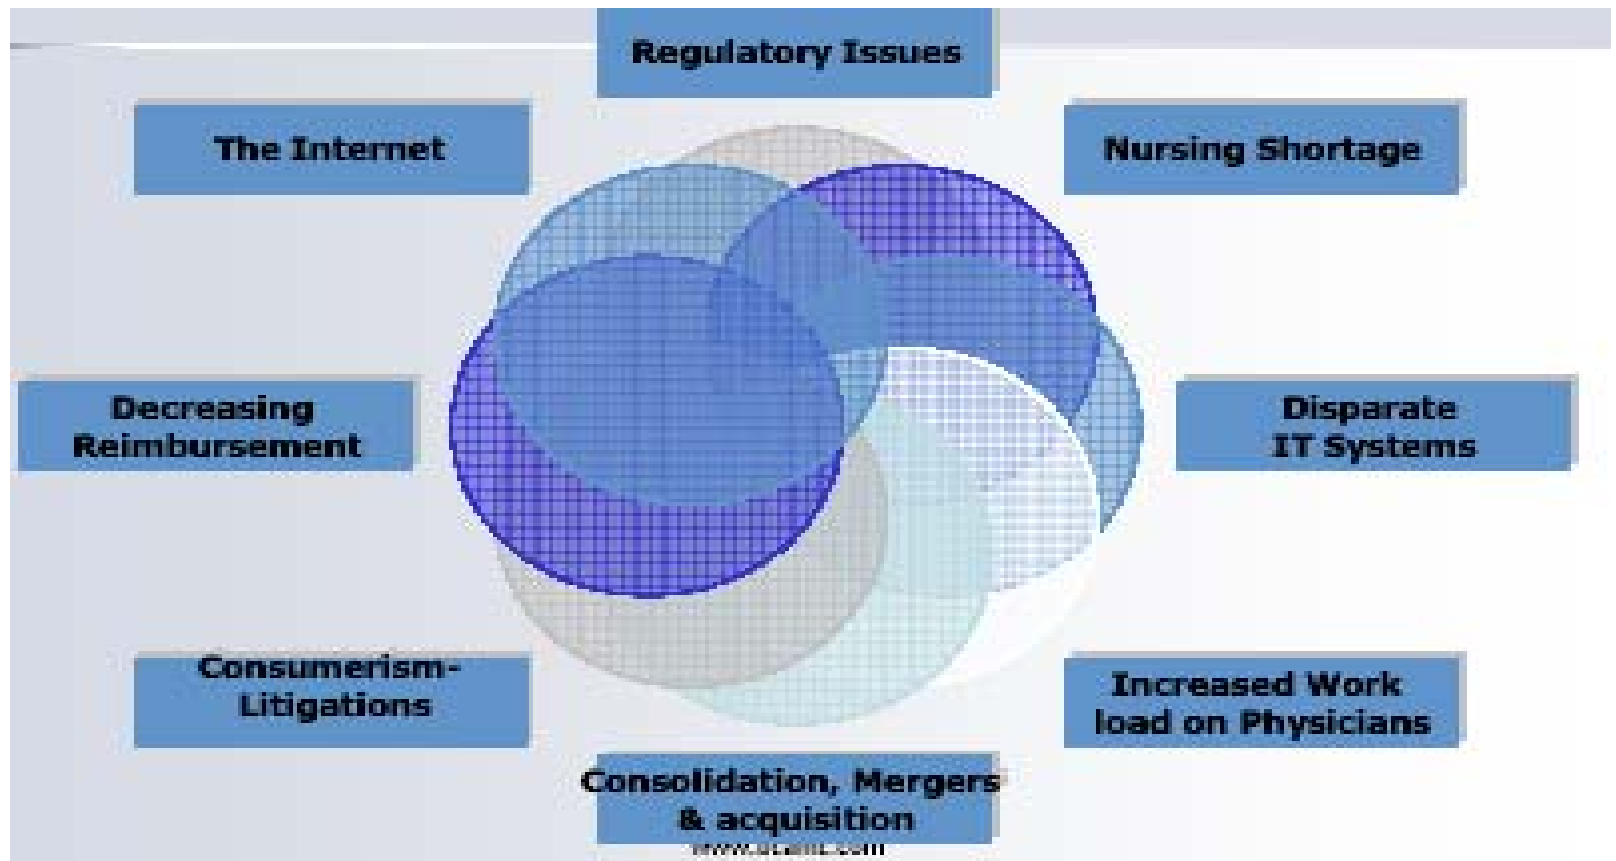 Regulatory Issues
The Internet
Nursing Shortage
Decreasing
Reimbursement
Disparate
IT Systems
Consumerism-
Litigations
Increased Work
load on Physicians
Consolidation, Mergers
& acquisition